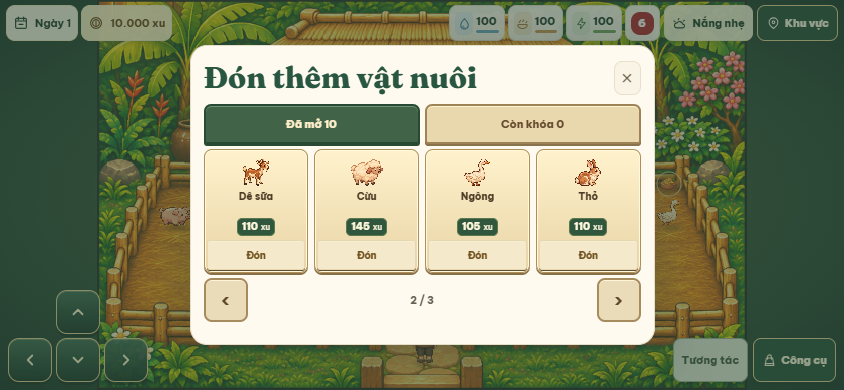 Ngày 1
10.000 xu
100
100
100
6
Nắng nhẹ
Khu vực
Đón thêm vật nuôi
Đã mở 10
Còn khóa 0
Dê sữa
Cừu
Ngỗng
Thỏ
110 xu
145 xu
105 xu
110 xu
Đón
Đón
Đón
Đón
2 / 3
Tương tác
Công cụ